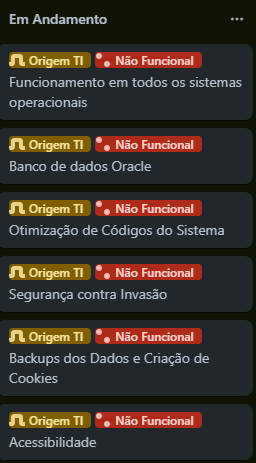 Em Andamento
Origem TI Não Funcional
Funcionamento em todos os sistemas
operacionais
Origem TI Não Funcional
Banco de dados Oracle
Origem TI Não Funcional
Otimização de Códigos do Sistema
Origem TI Não Funcional
Segurança contra Invasão
Origem TI Não Funcional
Backups dos Dados e Criação de
Cookies
Origem TI Não Funcional
Acessibilidade